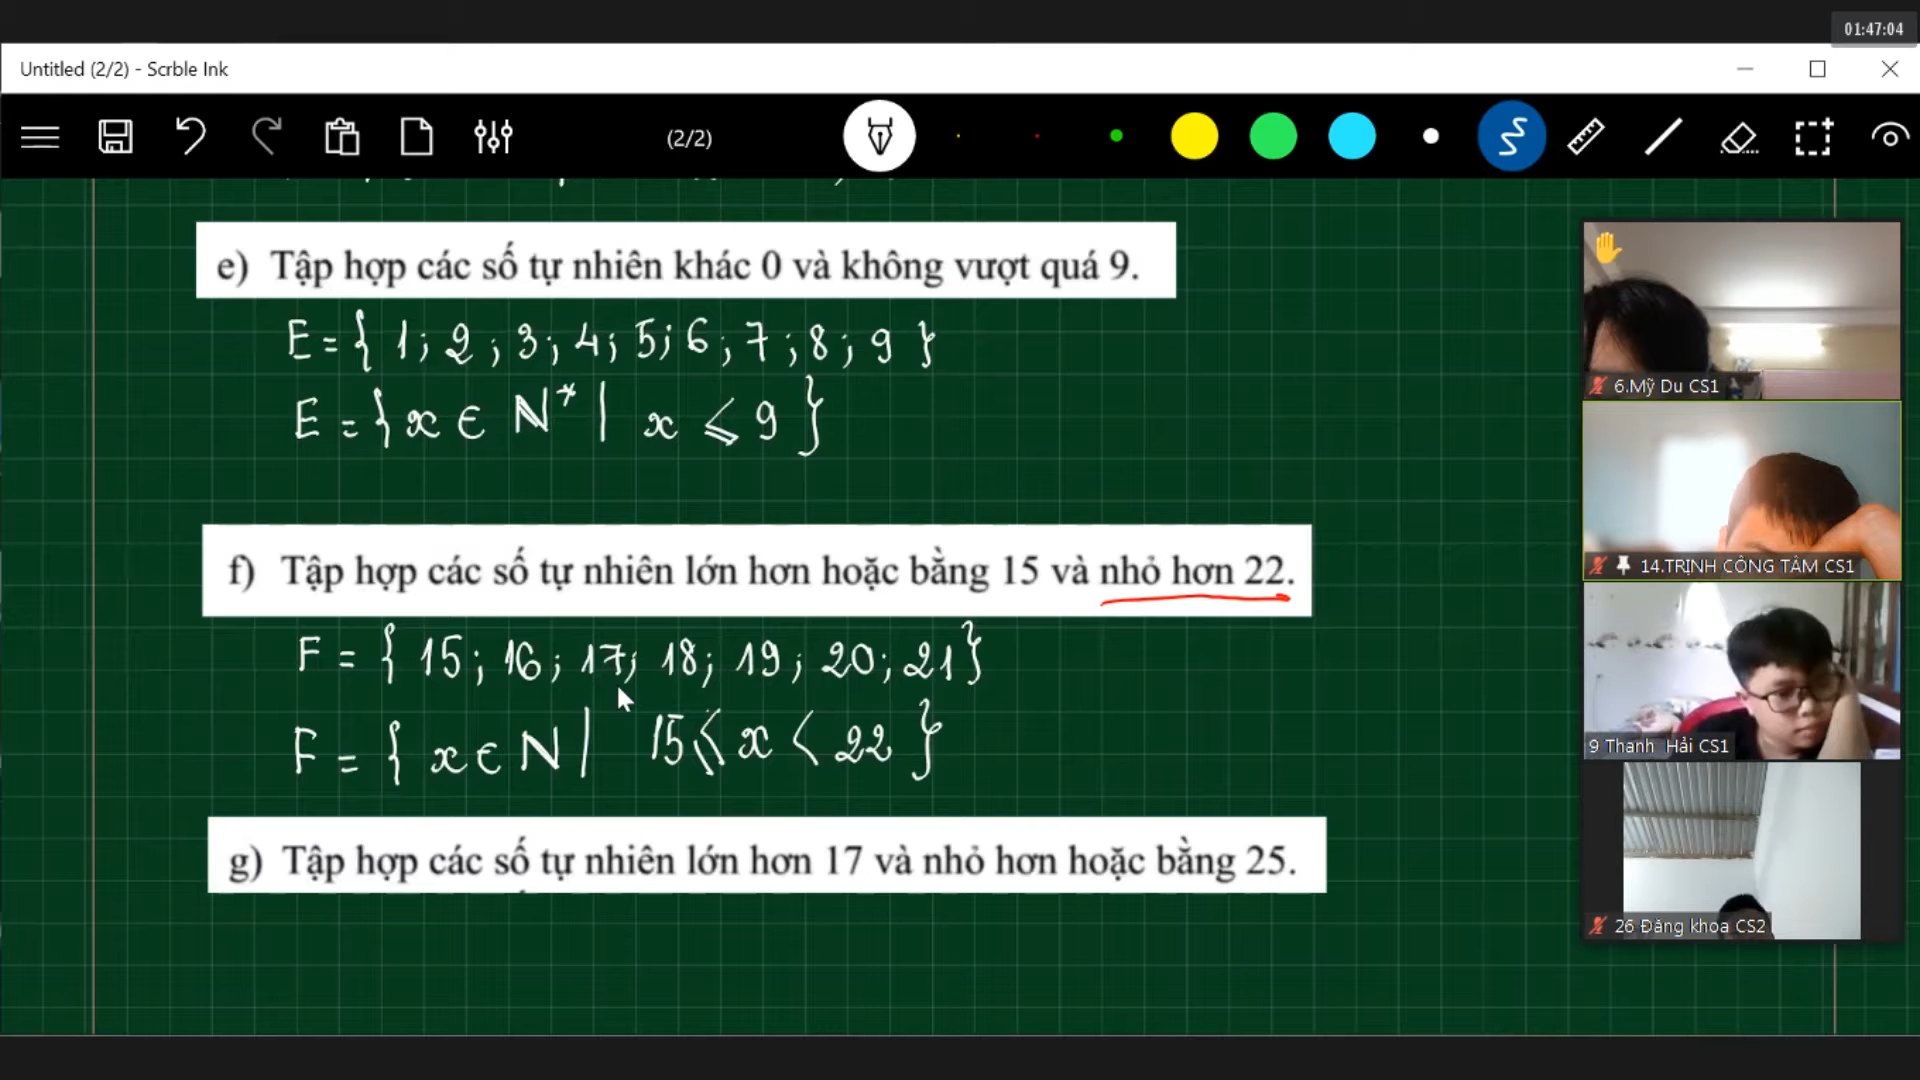 01:47:04
Untitled (2/2) - Scrble Ink
(2/2)
e) Tập hợp các số tự nhiên khác 0 và không vượt quá 9.
E = { 1; 2; 3; 4; 5; 6; 7; 8; 9 }
E = { x ∈ N* | x ⩽ 9 }
f) Tập hợp các số tự nhiên lớn hơn hoặc bằng 15 và nhỏ hơn 22.
F = { 15; 16; 17; 18; 19; 20; 21 }
F = { x ∈ N | 15 ⩽ x < 22 }
g) Tập hợp các số tự nhiên lớn hơn 17 và nhỏ hơn hoặc bằng 25.
6.Mỹ Du CS1
14.TRỊNH CÔNG TÂM CS1
9 Thanh Hải CS1
26 Đăng khoa CS2